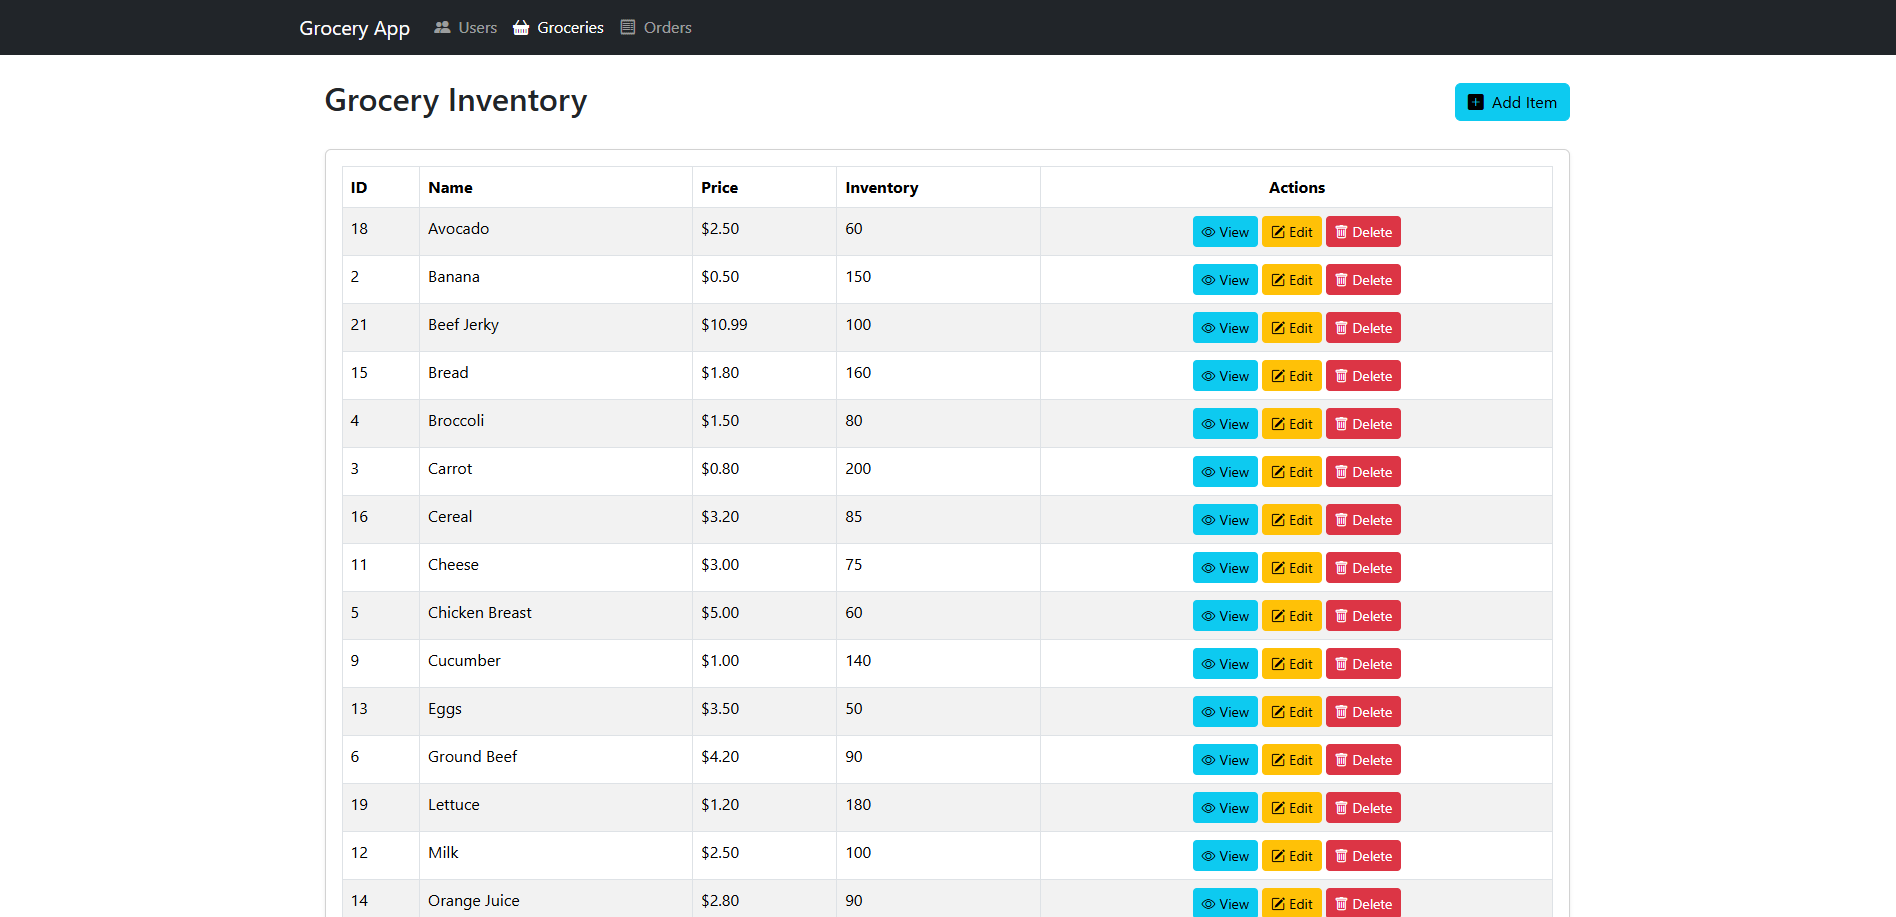 Grocery App Users Groceries Orders
Grocery Inventory Add Item
ID Name Price Inventory Actions
18 Avocado $2.50 60 View Edit Delete
2 Banana $0.50 150 View Edit Delete
21 Beef Jerky $10.99 100 View Edit Delete
15 Bread $1.80 160 View Edit Delete
4 Broccoli $1.50 80 View Edit Delete
3 Carrot $0.80 200 View Edit Delete
16 Cereal $3.20 85 View Edit Delete
11 Cheese $3.00 75 View Edit Delete
5 Chicken Breast $5.00 60 View Edit Delete
9 Cucumber $1.00 140 View Edit Delete
13 Eggs $3.50 50 View Edit Delete
6 Ground Beef $4.20 90 View Edit Delete
19 Lettuce $1.20 180 View Edit Delete
12 Milk $2.50 100 View Edit Delete
14 Orange Juice $2.80 90 View Edit Delete